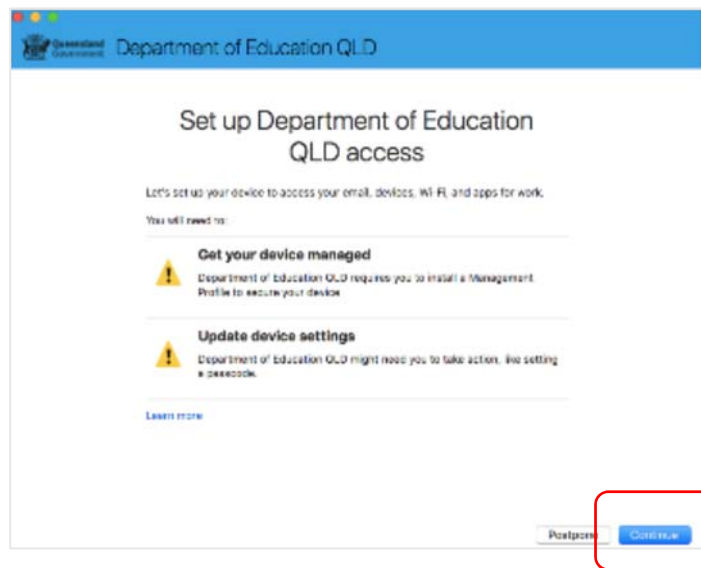 Queensland
Government
Department of Education QLD
Set up Department of Education
QLD access
Let's set up your device to access your email, devices, Wi-Fi, and apps for work.
You will need to:
Get your device managed
Department of Education QLD requires you to install a Management
Profile to secure your device
Update device settings
Department of Education QLD might need you to take action, like setting
a passcode.
Learn more
Postpone
Continue